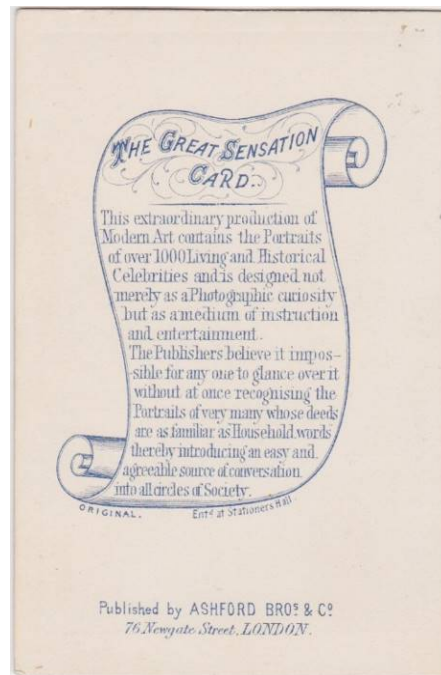 THE GREAT SENSATION
CARD.
This extraordinary production of
Modern Art contains the Portraits
of over 1000 Living and Historical
Celebrities and is designed not
merely as a Photographic curiosity
but as a medium of instruction
and entertainment.
The Publishers believe it impos-
-sible for any one to glance over it
without at once recognising the
Portraits of very many whose deeds
are as familiar as Household words
thereby introducing an easy and
agreeable source of conversation
into all circles of Society.
ORIGINAL. Entd at Stationers Hall
Published by ASHFORD BROS & CO
76 Newgate Street, LONDON.